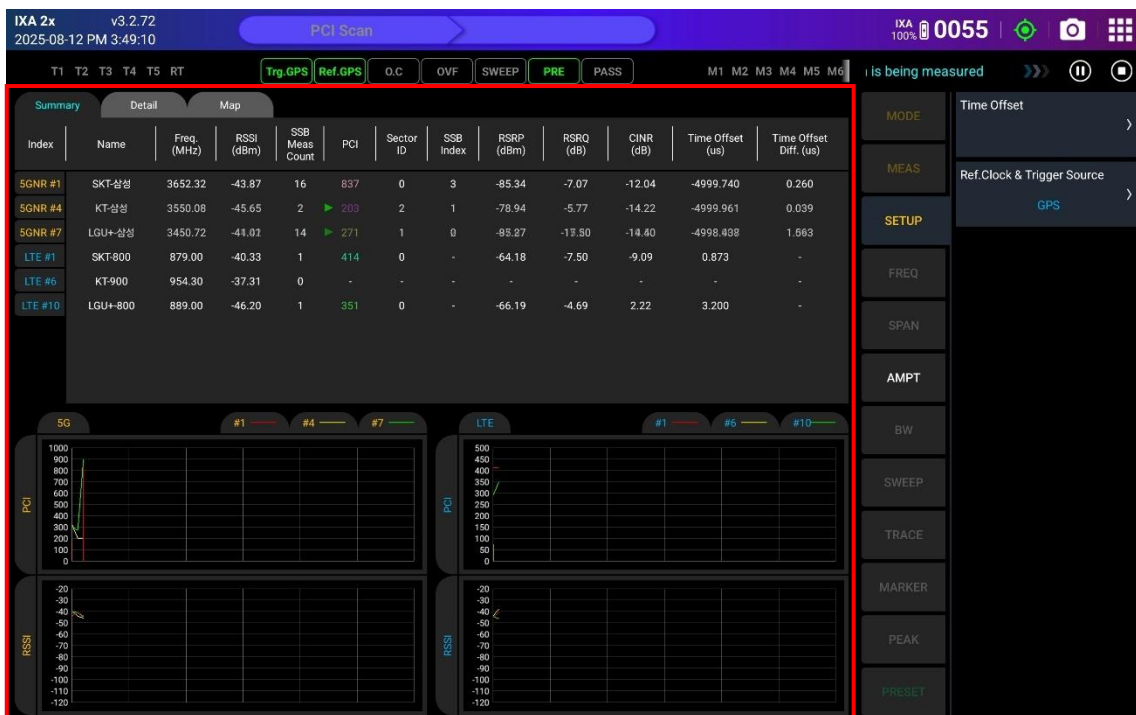 IXA 2x v3.2.72
2025-08-12 PM 3:49:10
PCI Scan
IXA 100% 0055
T1 T2 T3 T4 T5 RT Trg.GPS Ref.GPS O.C OVF SWEEP PRE PASS M1 M2 M3 M4 M5 M6 is being measured
Summary Detail Map
Index Name Freq. (MHz) RSSI (dBm) SSB Meas Count PCI Sector ID SSB Index RSRP (dBm) RSRQ (dB) CINR (dB) Time Offset (us) Time Offset Diff. (us)
5GNR #1 SKT-삼성 3652.32 -43.87 16 837 0 3 -85.34 -7.07 -12.04 -4999.740 0.260
5GNR #4 KT-삼성 3550.08 -45.65 2 203 2 1 -78.94 -5.77 -14.22 -4999.961 0.039
5GNR #7 LGU+-삼성 3450.72 14 271 1
LTE #1 SKT-800 879.00 -40.33 1 414 0 - -64.18 -7.50 -9.09 0.873 -
LTE #6 KT-900 954.30 -37.31 0 - - - - - - - -
LTE #10 LGU+-800 889.00 -46.20 1 351 0 - -66.19 -4.69 2.22 3.200 -
5G #1 #4 #7
PCI
1000
900
800
700
600
500
400
300
200
100
0
RSSI
-20
-30
-40
-50
-60
-70
-80
-90
-100
-110
-120
LTE #1 #6 #10
PCI
500
450
400
350
300
250
200
150
100
50
0
RSSI
-20
-30
-40
-50
-60
-70
-80
-90
-100
-110
-120
MODE
MEAS
SETUP
FREQ
SPAN
AMPT
BW
SWEEP
TRACE
MARKER
PEAK
PRESET
Time Offset
Ref.Clock & Trigger Source
GPS